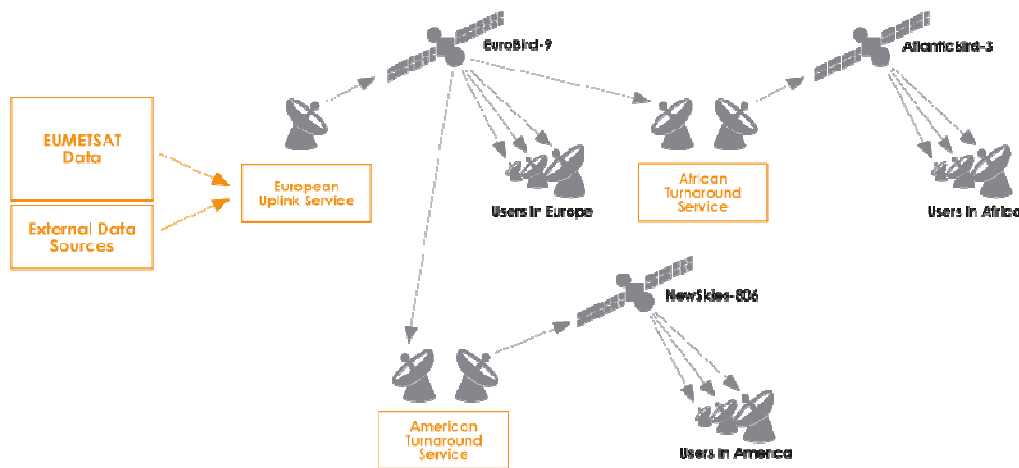 EuroBird-9
AtlanticBird-3
EUMETSAT
Data
External Data
Sources
European
Uplink Service
Users in Europe
African
Turnaround
Service
Users in Africa
NewSkies-806
American
Turnaround
Service
Users in America